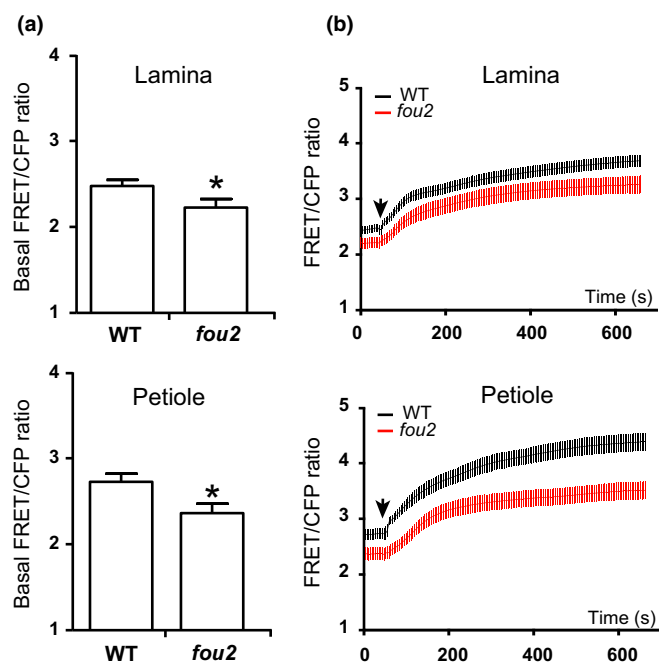 (a)
Lamina
Basal FRET/CFP ratio
4
3
2
1
*
WT
fou2
Petiole
Basal FRET/CFP ratio
4
3
2
1
*
WT
fou2
(b)
Lamina
FRET/CFP ratio
5
4
3
2
1
WT
fou2
Time (s)
0
200
400
600
Petiole
FRET/CFP ratio
5
4
3
2
1
WT
fou2
Time (s)
0
200
400
600